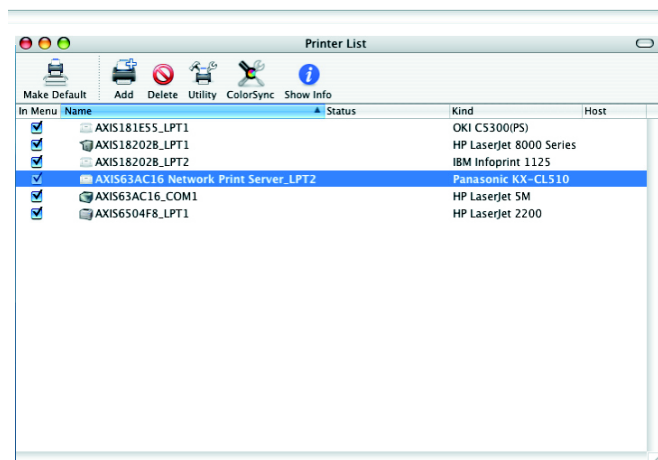 Printer List
Make Default Add Delete Utility ColorSync Show Info
In Menu Name Status Kind Host
AXIS181E55_LPT1 OKI C5300(PS)
AXIS18202B_LPT1 HP LaserJet 8000 Series
AXIS18202B_LPT2 IBM Infoprint 1125
AXIS63AC16 Network Print Server_LPT2 Panasonic KX-CL510
AXIS63AC16_COM1 HP LaserJet 5M
AXIS6504F8_LPT1 HP LaserJet 2200